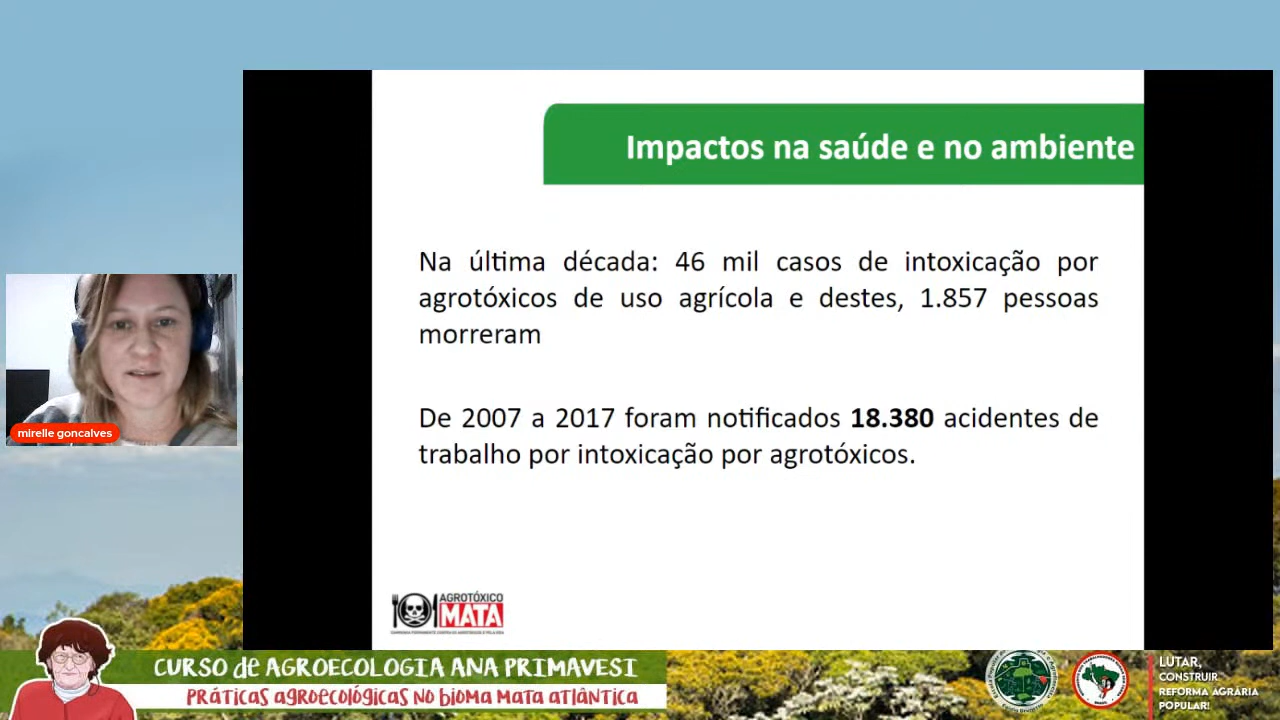 Impactos na saúde e no ambiente
Na última década: 46 mil casos de intoxicação por
agrotóxicos de uso agrícola e destes, 1.857 pessoas
morreram
De 2007 a 2017 foram notificados 18.380 acidentes de
trabalho por intoxicação por agrotóxicos.
mirelle goncalves
AGROTÓXICO
MATA
CURSO de AGROECOLOGIA ANA PRIMAVESI
PRÁTICAS AGROECOLÓGICAS NO BIOMA MATA ATLÂNTICA
LUTAR,
CONSTRUIR
REFORMA AGRÁRIA
POPULAR!